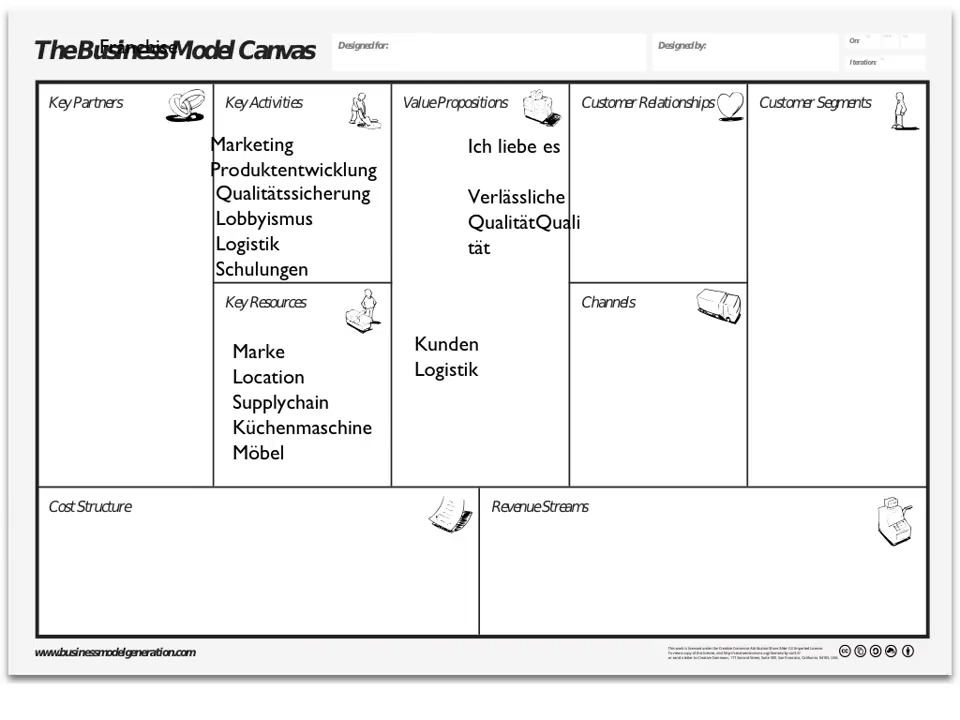 Franchise
The Business Model Canvas
Designed for:
Designed by:
On:
Iteration:
Key Partners
Key Activities
Marketing
Produktentwicklung
Qualitätssicherung
Lobbyismus
Logistik
Schulungen
Key Resources
Marke
Location
Supplychain
Küchenmaschine
Möbel
Value Propositions
Ich liebe es
Verlässliche
QualitätQuali
tät
Kunden
Logistik
Customer Relationships
Channels
Customer Segments
Cost Structure
Revenue Streams
www.businessmodelgeneration.com